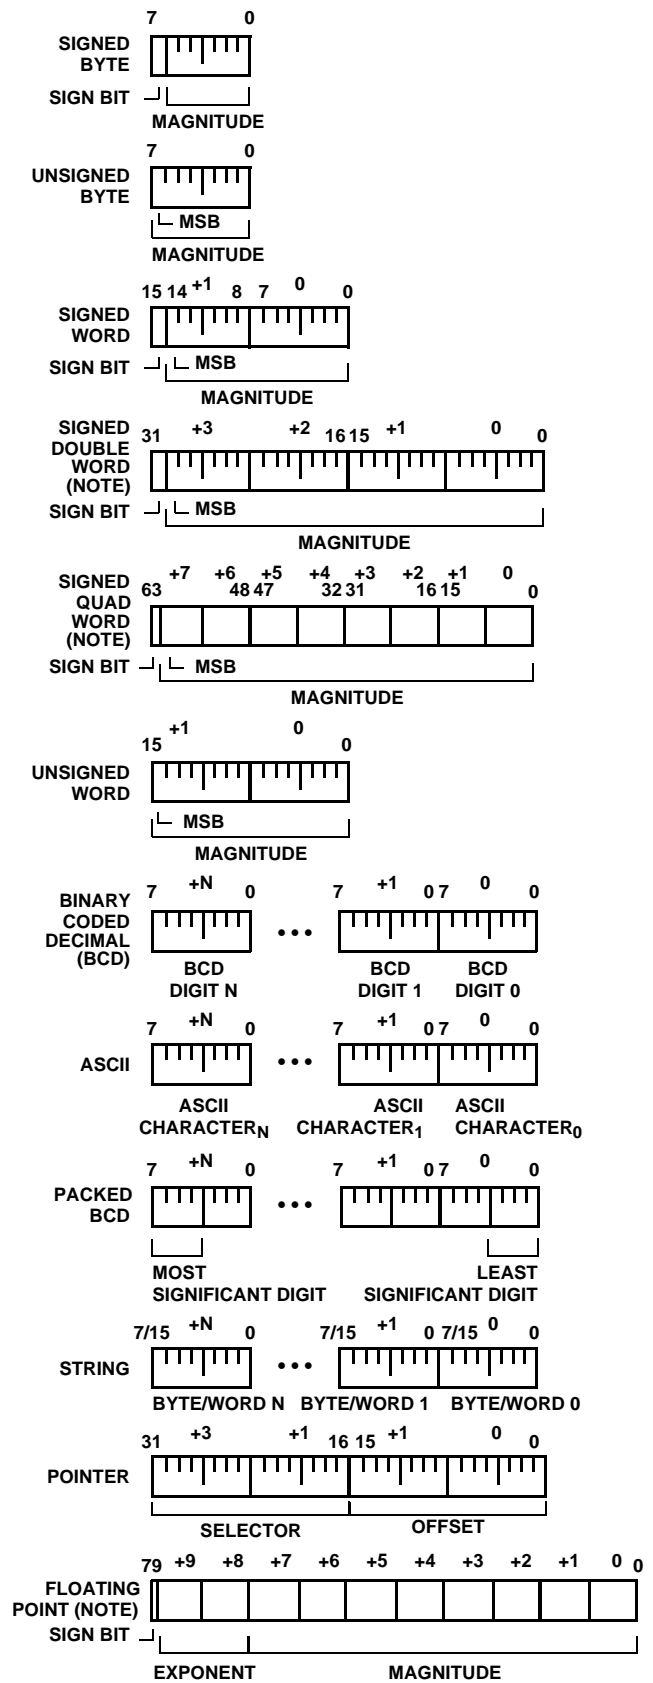 7 0
SIGNED
BYTE
SIGN BIT
MAGNITUDE
7 0
UNSIGNED
BYTE
MSB
MAGNITUDE
15 14 +1 8 7 0 0
SIGNED
WORD
SIGN BIT MSB
MAGNITUDE
SIGNED
DOUBLE
WORD
(NOTE)
31 +3 +2 16 15 +1 0 0
SIGN BIT MSB
MAGNITUDE
SIGNED
QUAD
WORD
(NOTE)
+7 +6 +5 +4 +3 +2 +1 0
63 48 47 32 31 16 15 0
SIGN BIT MSB
MAGNITUDE
+1 0
15 0
UNSIGNED
WORD
MSB
MAGNITUDE
BINARY
CODED
DECIMAL
(BCD)
7 +N 0 7 +1 0 7 0 0
•••
BCD
DIGIT N
BCD
DIGIT 1
BCD
DIGIT 0
7 +N 0 7 +1 0 7 0 0
ASCII •••
ASCII
CHARACTERN
ASCII
CHARACTER1
ASCII
CHARACTER0
7 +N 0 7 +1 0 7 0 0
PACKED
BCD
•••
MOST
SIGNIFICANT DIGIT
LEAST
SIGNIFICANT DIGIT
7/15 +N 0 7/15 +1 0 7/15 0 0
STRING •••
BYTE/WORD N BYTE/WORD 1 BYTE/WORD 0
31 +3 +1 16 15 +1 0 0
POINTER
SELECTOR OFFSET
79 +9 +8 +7 +6 +5 +4 +3 +2 +1 0 0
FLOATING
POINT (NOTE)
SIGN BIT
EXPONENT MAGNITUDE